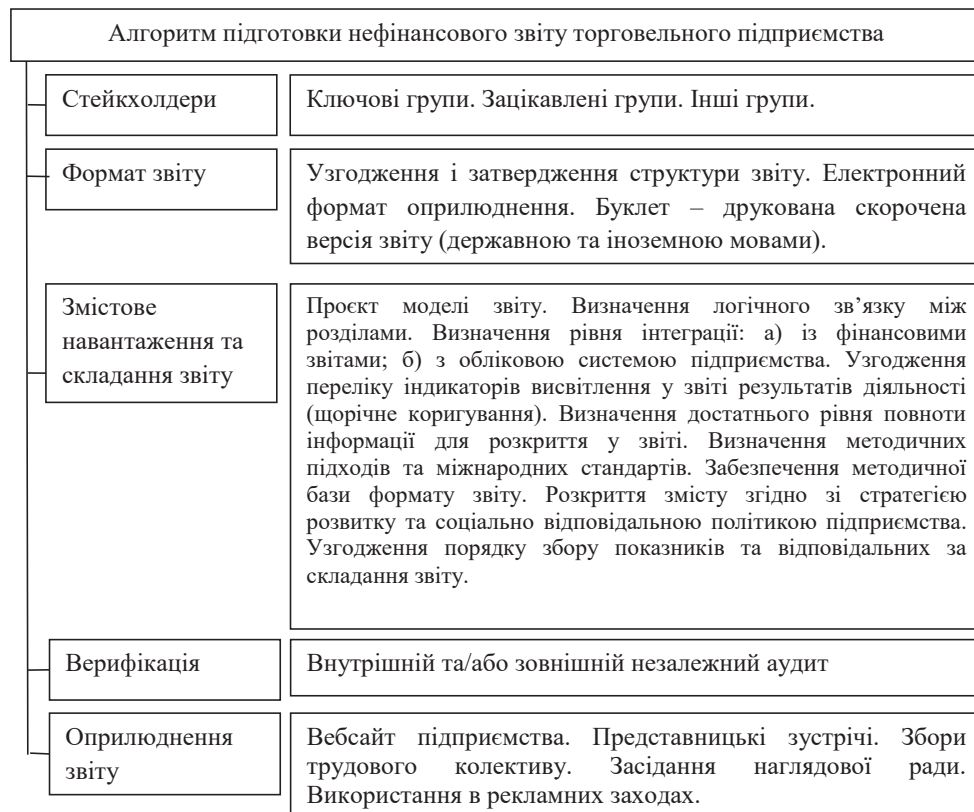 Алгоритм підготовки нефінансового звіту торговельного підприємства
Стейкхолдери
Ключові групи. Зацікавлені групи. Інші групи.
Формат звіту
Узгодження і затвердження структури звіту. Електронний
формат оприлюднення. Буклет – друкована скорочена
версія звіту (державною та іноземною мовами).
Змістове
навантаження та
складання звіту
Проєкт моделі звіту. Визначення логічного зв’язку між
розділами. Визначення рівня інтеграції: а) із фінансовими
звітами; б) з обліковою системою підприємства. Узгодження
переліку індикаторів висвітлення у звіті результатів діяльності
(щорічне коригування). Визначення достатнього рівня повноти
інформації для розкриття у звіті. Визначення методичних
підходів та міжнародних стандартів. Забезпечення методичної
бази формату звіту. Розкриття змісту згідно зі стратегією
розвитку та соціально відповідальною політикою підприємства.
Узгодження порядку збору показників та відповідальних за
складання звіту.
Верифікація
Внутрішній та/або зовнішній незалежний аудит
Оприлюднення
звіту
Вебсайт підприємства. Представницькі зустрічі. Збори
трудового колективу. Засідання наглядової ради.
Використання в рекламних заходах.